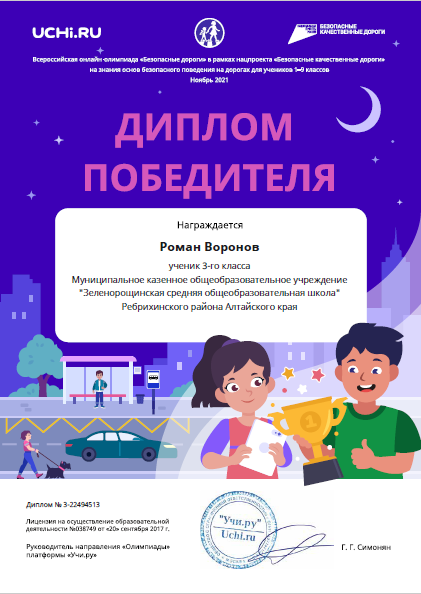 UCHi.RU
БЕЗОПАСНЫЕ
КАЧЕСТВЕННЫЕ ДОРОГИ
Всероссийская онлайн-олимпиада «Безопасные дороги» в рамках нацпроекта «Безопасные качественные дороги»
на знания основ безопасного поведения на дорогах для учеников 1–9 классов
Ноябрь 2021
ДИПЛОМ
ПОБЕДИТЕЛЯ
Награждается
Роман Воронов
ученик 3-го класса
Муниципальное казенное общеобразовательное учреждение
"Зеленорощинская средняя общеобразовательная школа"
Ребрихинского района Алтайского края
1
Диплом № 3-22494513
Лицензия на осуществление образовательной
деятельности №038749 от «20» сентября 2017 г.
Руководитель направления «Олимпиады»
платформы «Учи.ру»
"Учи.ру"
Uchi.ru
Г. Г. Симонян